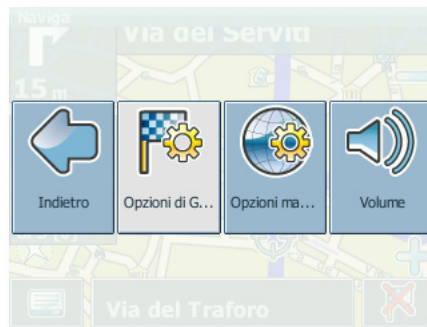 Naviga
Via dei Serviti
15 m
Indietro
Opzioni di G...
Opzioni ma...
Volume
Via del Traforo